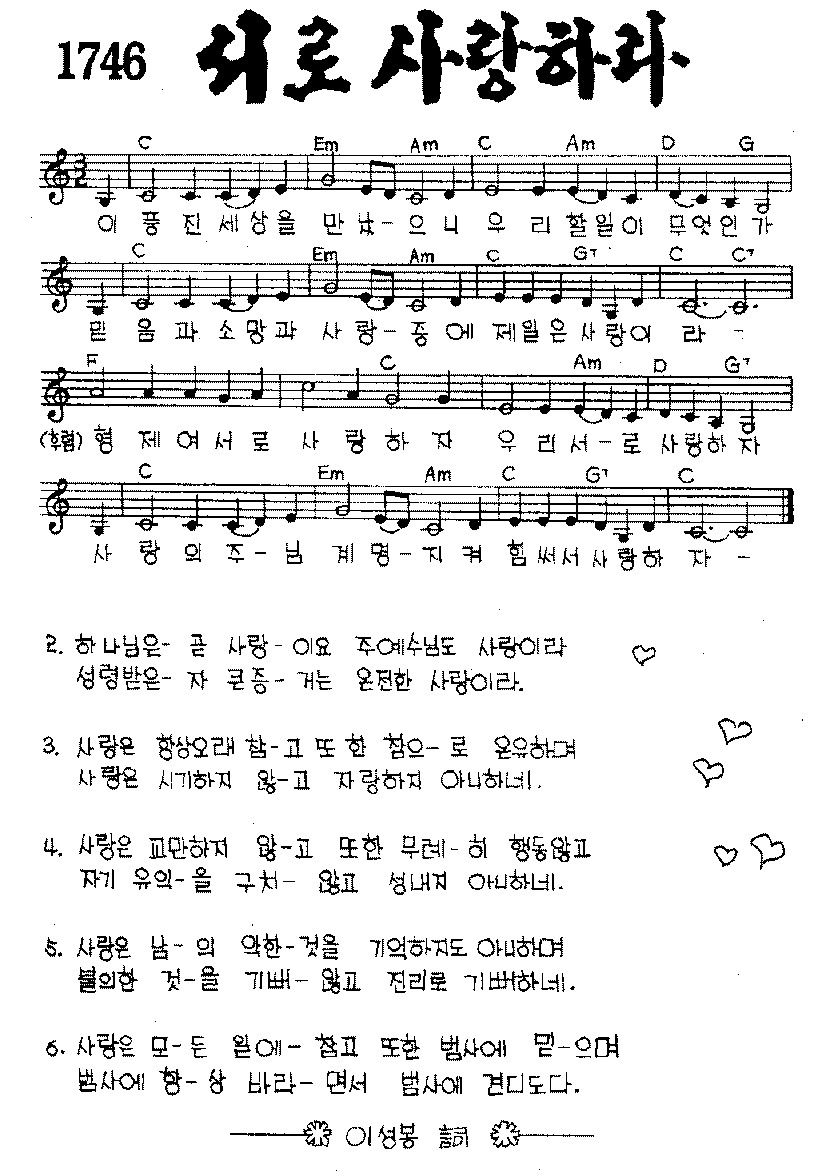 1746 서로 사랑하라
C Em Am C Am D G
이 풍 진 세 상 을 만 났 - 으 니 우 리 할 일 이 무 엇 인 가
C Em Am C G7 C C7
믿 음 과 소 망 과 사 랑 - 중 에 제 일 은 사 랑 이 라 -
F C Am D G7
(후렴) 형 제 여 서 로 사 랑 하 자 우 리 서 - 로 사 랑 하 자
C Em Am C G7 C
사 랑 의 주 - 님 계 명 - 지 켜 힘 써 서 사 랑 하 자 -
2. 하나님은- 곧 사랑-이요 주예수님도 사랑이라
성령받은- 자 큰증-거는 온전한 사랑이라.
3. 사랑은 항상오래 참-고 또 한 참으-로 온유하며
사랑은 시기하지 않-고 자랑하지 아니하네.
4. 사랑은 교만하지 않-고 또한 무례-히 행동않고
자기 유익-을 구치- 않고 성내지 아니하네.
5. 사랑은 남-의 악한-것을 기억하지도 아니하며
불의한 것-을 기뻐- 않고 진리로 기뻐하네.
6. 사랑은 모-든 일에- 참고 또한 범사에 믿-으며
범사에 항-상 바라-면서 범사에 견디도다.
이성봉 詞